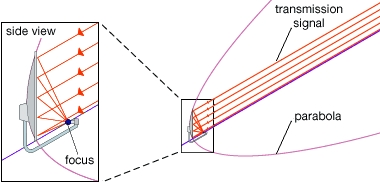 side view
focus
transmission
signal
parabola